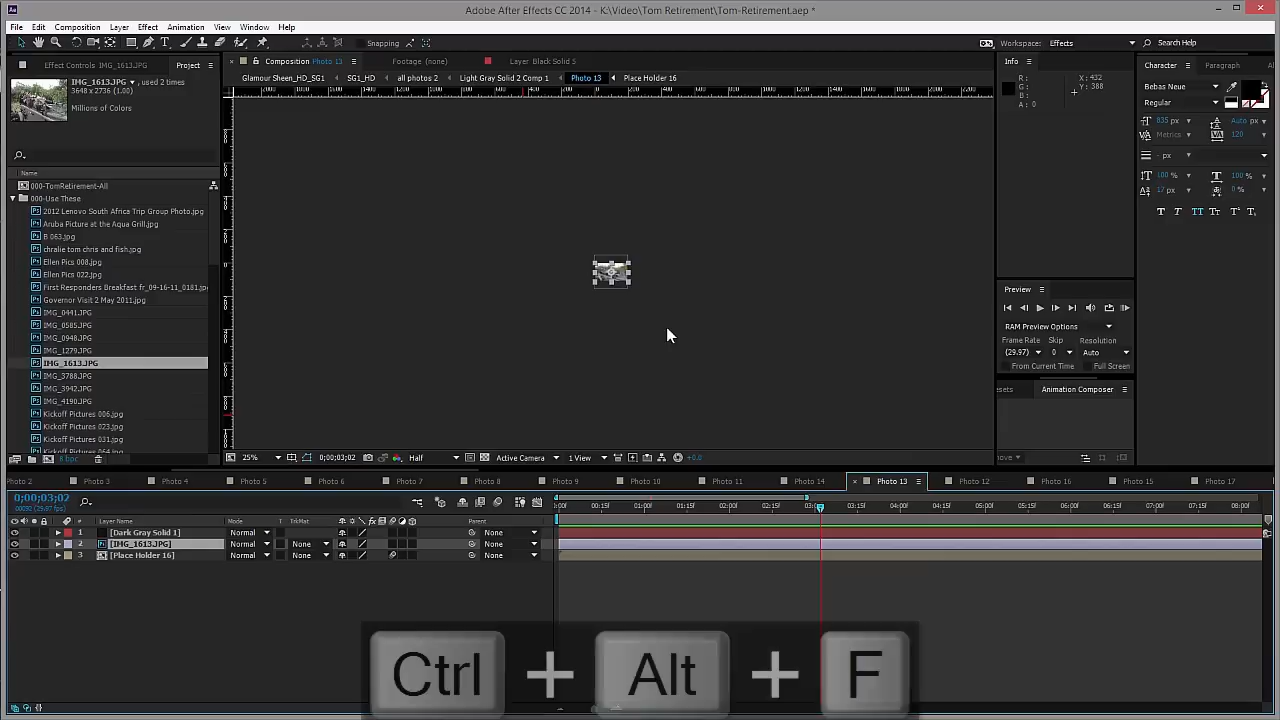 Adobe After Effects CC 2014 - K:\Video\Tom Retirement\Tom-Retirement.aep *
File Edit Composition Layer Effect Animation View Window Help
Snapping Workspace: Effects Search Help
Effect Controls: IMG_1613.JPG Project
Composition Photo 13 Footage (none) Layer Black Solid 5
Info Character Paragraph
IMG_1613.JPG, used 2 times
3648 x 2736 (1.00)
Millions of Colors
Glamour Sheen_HD_SG1 SG1_HD all photos 2 Light Gray Solid 2 Comp 1 Photo 13 Place Holder 16
R:
G:
B:
A: 0
X: 432
Y: 388
Bebas Neue
Regular
835 px Auto px
Metrics 120
- px
100 % 100 %
17 px 0 %
Name
000-TomRetirement-All
000-Use These
2012 Lenovo South Africa Trip Group Photo.jpg
Aruba Picture at the Aqua Grill.jpg
B 063.jpg
chralie tom chris and fish.jpg
Ellen Pics 008.jpg
Ellen Pics 022.jpg
First Responders Breakfast fr_09-16-11_0181.jpg
Governor Visit 2 May 2011.jpg
IMG_0441.JPG
IMG_0585.JPG
IMG_0948.JPG
IMG_1279.JPG
IMG_1613.JPG
IMG_3788.JPG
IMG_3942.JPG
IMG_4190.JPG
Kickoff Pictures 006.jpg
Kickoff Pictures 023.jpg
Kickoff Pictures 031.jpg
Kickoff Pictures 064.jpg
8 bpc
Preview
RAM Preview Options
Frame Rate Skip Resolution
(29.97) 0 Auto
From Current Time Full Screen
Animation Composer
25% 0;00;03;02 Half Active Camera 1 View +0.0
Photo 2 Photo 3 Photo 4 Photo 5 Photo 6 Photo 7 Photo 8 Photo 9 Photo 10 Photo 11 Photo 14 Photo 13 Photo 12 Photo 16 Photo 15 Photo 17
0;00;03;02
00092 (29.97 fps)
00:15f 01:00f 01:15f 02:00f 02:15f 03:15f 04:00f 04:15f 05:00f 05:15f 06:00f 06:15f 07:00f 07:15f 08:0
# Layer Name Mode T TrkMat Parent
1 [Dark Gray Solid 1] Normal None
2 [IMG_1613.JPG] Normal None None
3 [Place Holder 16] Normal None None
Ctrl + Alt + F